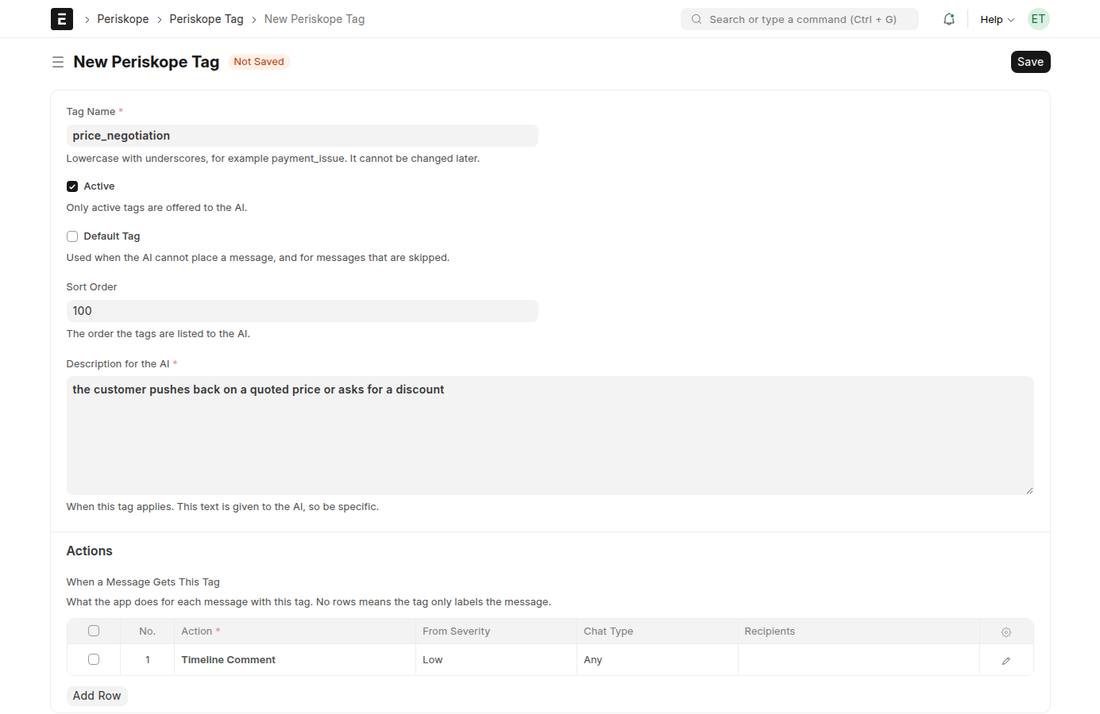 Periskope
Periskope Tag
New Periskope Tag
Search or type a command (Ctrl + G)
Help
ET
New Periskope Tag
Not Saved
Save
Tag Name *
price_negotiation
Lowercase with underscores, for example payment_issue. It cannot be changed later.
Active
Only active tags are offered to the AI.
Default Tag
Used when the AI cannot place a message, and for messages that are skipped.
Sort Order
100
The order the tags are listed to the AI.
Description for the AI *
the customer pushes back on a quoted price or asks for a discount
When this tag applies. This text is given to the AI, so be specific.
Actions
When a Message Gets This Tag
What the app does for each message with this tag. No rows means the tag only labels the message.
No. Action * From Severity Chat Type Recipients
1 Timeline Comment Low Any
Add Row